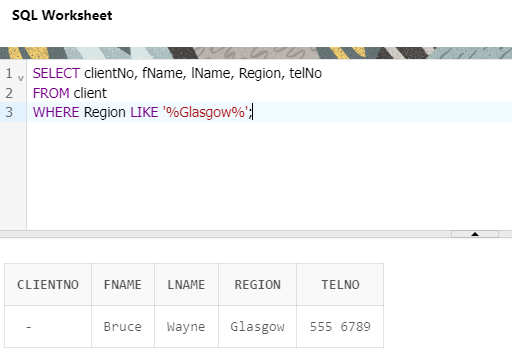 SQL Worksheet
1 SELECT clientNo, fName, lName, Region, telNo
2 FROM client
3 WHERE Region LIKE '%Glasgow%';
CLIENTNO FNAME LNAME REGION TELNO
- Bruce Wayne Glasgow 555 6789